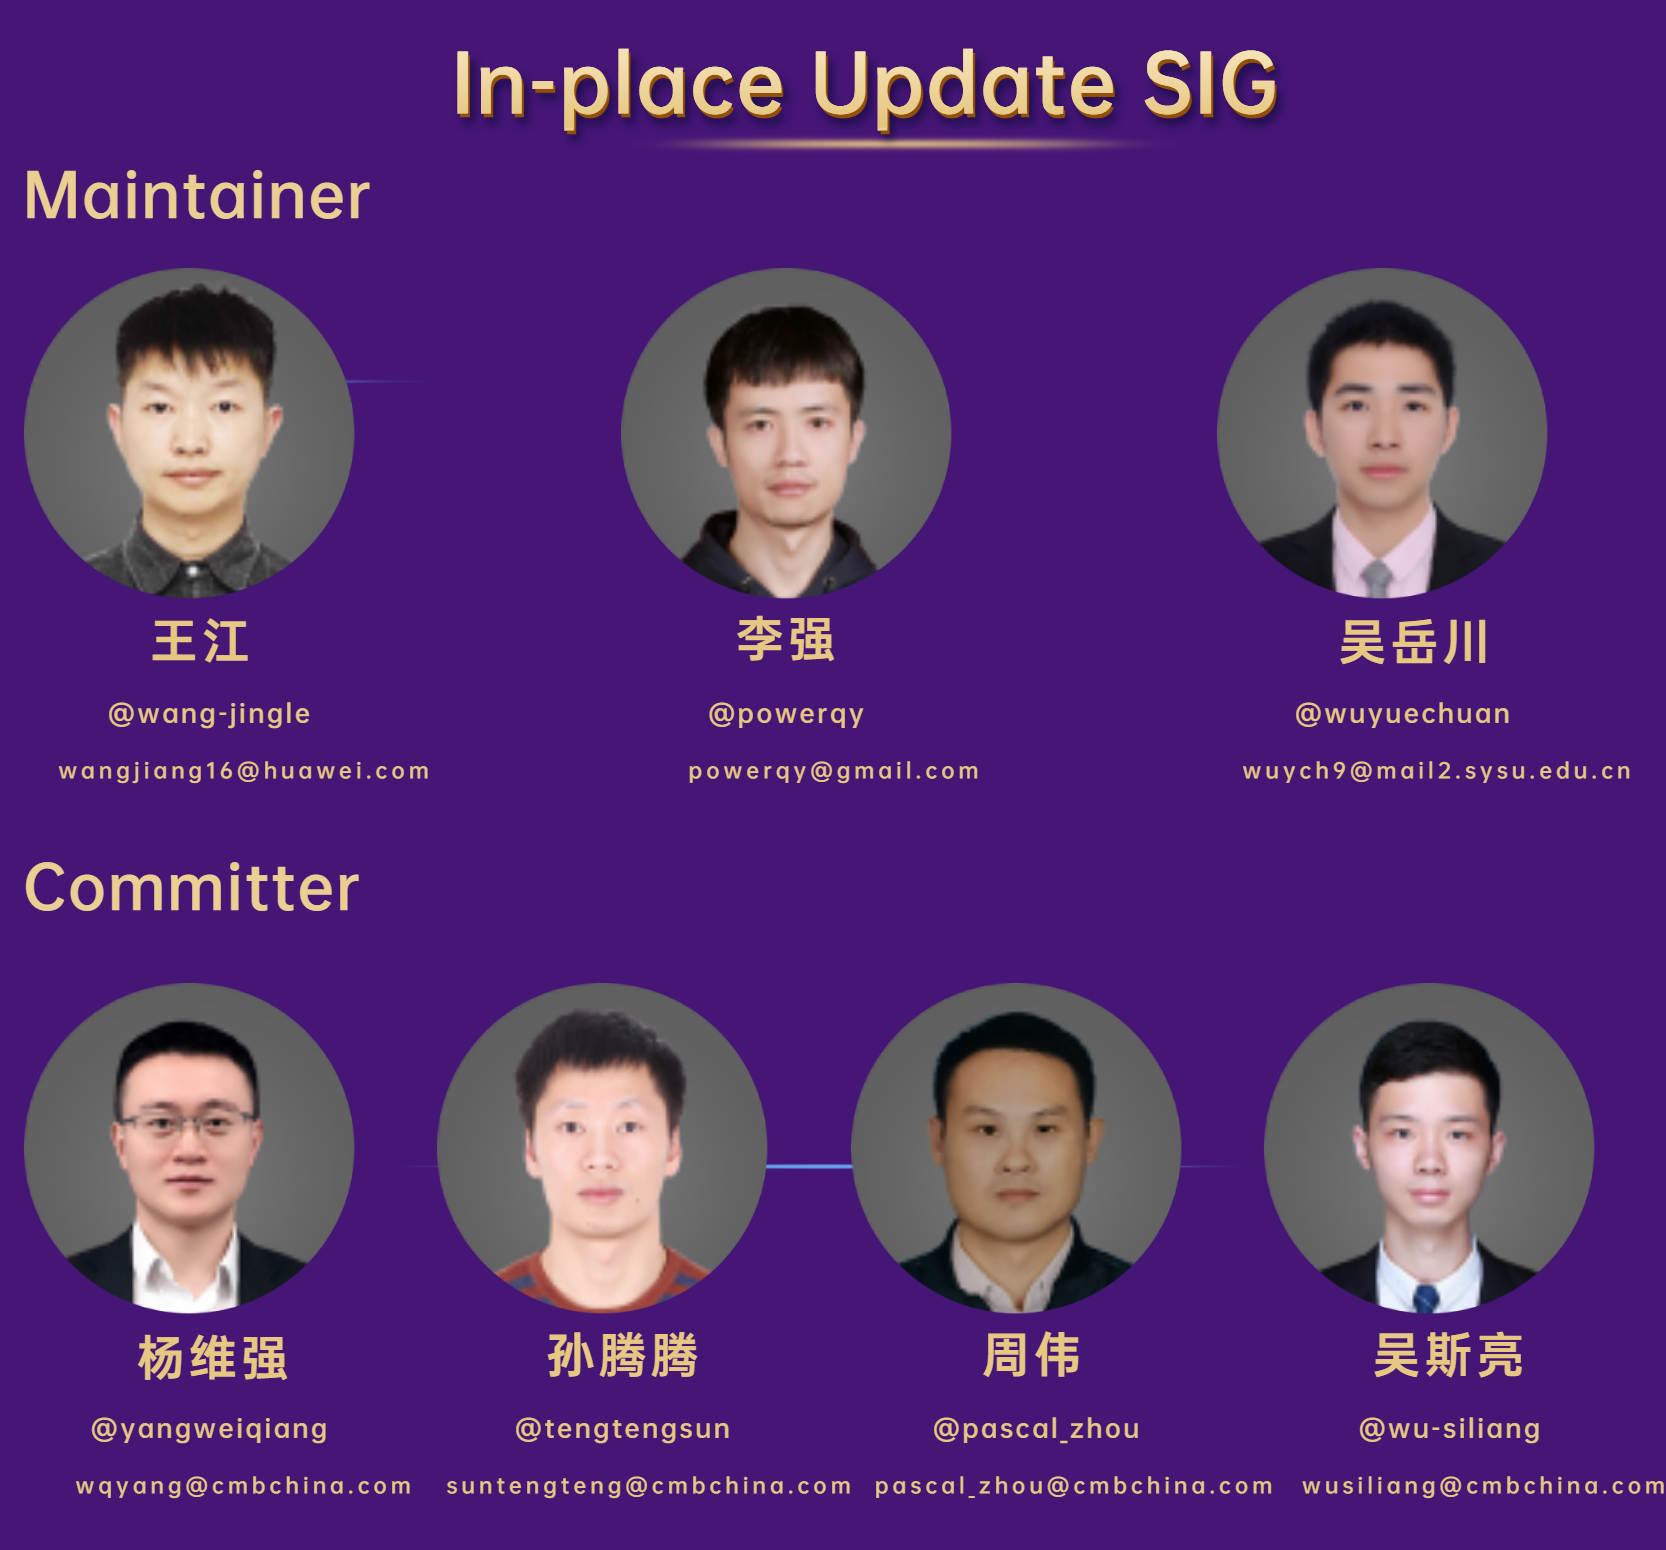 In-place Update SIG
Maintainer
王江
李强
吴岳川
@wang-jingle
@powerqy
@wuyuechuan
wangjiang16@huawei.com
powerqy@gmail.com
wuych9@mail2.sysu.edu.cn
Committer
杨维强
孙腾腾
周伟
吴斯亮
@yangweiqiang
@tengtengsun
@pascal_zhou
@wu-siliang
wqyang@cmbchina.com
suntengteng@cmbchina.com
pascal_zhou@cmbchina.com
wusiliang@cmbchina.com